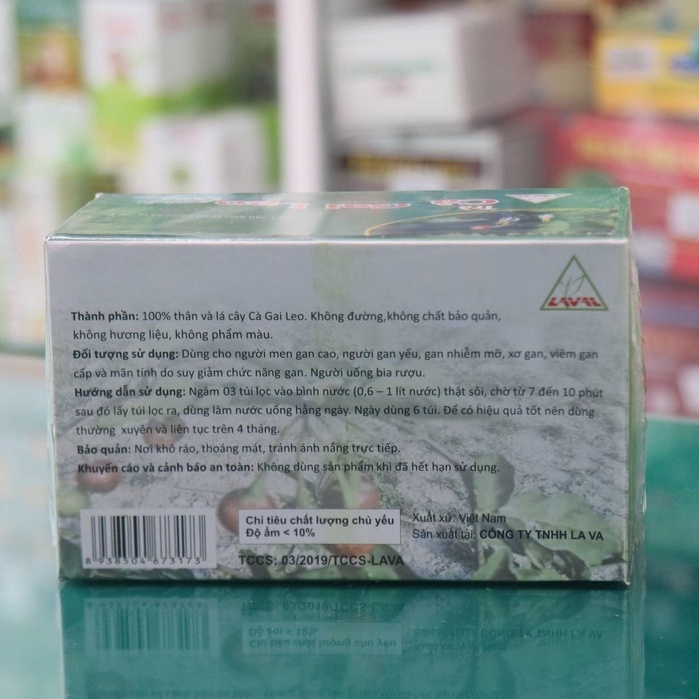 LAVAL
Thành phần: 100% thân và lá cây Cà Gai Leo. Không đường,không chất bảo quản,
không hương liệu, không phẩm màu.
Đối tượng sử dụng: Dùng cho người men gan cao, người gan yếu, gan nhiễm mỡ, xơ gan, viêm gan
cấp và mãn tính do suy giảm chức năng gan. Người uống bia rượu.
Hướng dẫn sử dụng: Ngâm 03 túi lọc vào bình nước (0,6 – 1 lít nước) thật sôi, chờ từ 7 đến 10 phút
sau đó lấy túi lọc ra, dùng làm nước uống hằng ngày. Ngày dùng 6 túi. Để có hiệu quả tốt nên dùng
thường xuyên và liên tục trên 4 tháng.
Bảo quản: Nơi khô ráo, thoáng mát, tránh ánh nắng trực tiếp.
Khuyến cáo và cảnh báo an toàn: Không dùng sản phẩm khi đã hết hạn sử dụng.
Chỉ tiêu chất lượng chủ yếu
Độ ẩm < 10%
Xuất xứ: Việt Nam
Sản xuất tại: CÔNG TY TNHH LA VA
8 938504 673173
TCCS: 03/2019/TCCS-LAVA